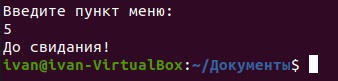 Введите пункт меню:
5
До свидания!
ivan@ivan-VirtualBox:~/Документы$